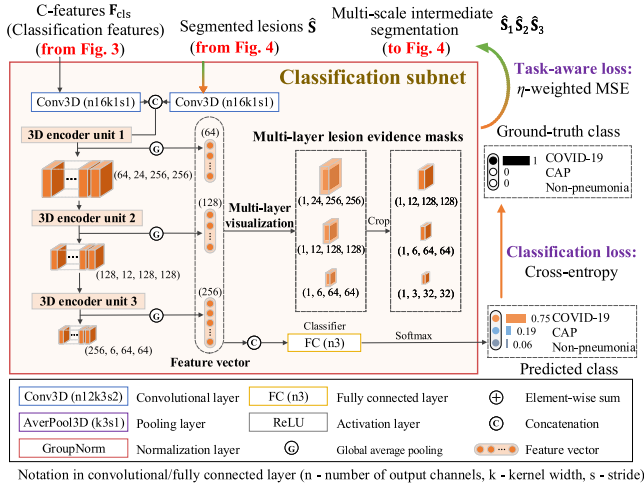 C-features F_cls
(Classification features)
(from Fig. 3)
Segmented lesions Ŝ
(from Fig. 4)
Multi-scale intermediate
segmentation
(to Fig. 4)
ŝ₁ ŝ₂ ŝ₃
Classification subnet
Task-aware loss:
η-weighted MSE
Conv3D (n16k1s1)
C
Conv3D (n16k1s1)
Ground-truth class
3D encoder unit 1
G
(64)
Multi-layer lesion evidence masks
1 COVID-19
0 CAP
0 Non-pneumonia
(64, 24, 256, 256)
(1, 24, 256, 256)
(1, 12, 128, 128)
3D encoder unit 2
G
(128)
Multi-layer
visualization
Crop
(1, 12, 128, 128)
(1, 6, 64, 64)
(128, 12, 128, 128)
Classification loss:
Cross-entropy
(1, 6, 64, 64)
(1, 3, 32, 32)
3D encoder unit 3
G
(256)
(256, 6, 64, 64)
Feature vector
C
Classifier
FC (n3)
Softmax
0.75 COVID-19
0.19 CAP
0.06 Non-pneumonia
Predicted class
Conv3D (n12k3s2) Convolutional layer
FC (n3) Fully connected layer
+ Element-wise sum
AverPool3D (k3s1) Pooling layer
ReLU Activation layer
C Concatenation
GroupNorm Normalization layer
G Global average pooling
Feature vector
Notation in convolutional/fully connected layer (n - number of output channels, k - kernel width, s - stride)